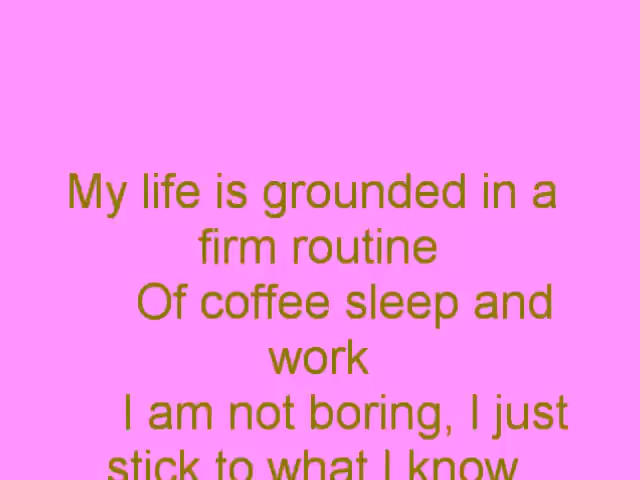 My life is grounded in a
firm routine
Of coffee sleep and
work
I am not boring, I just
stick to what I know